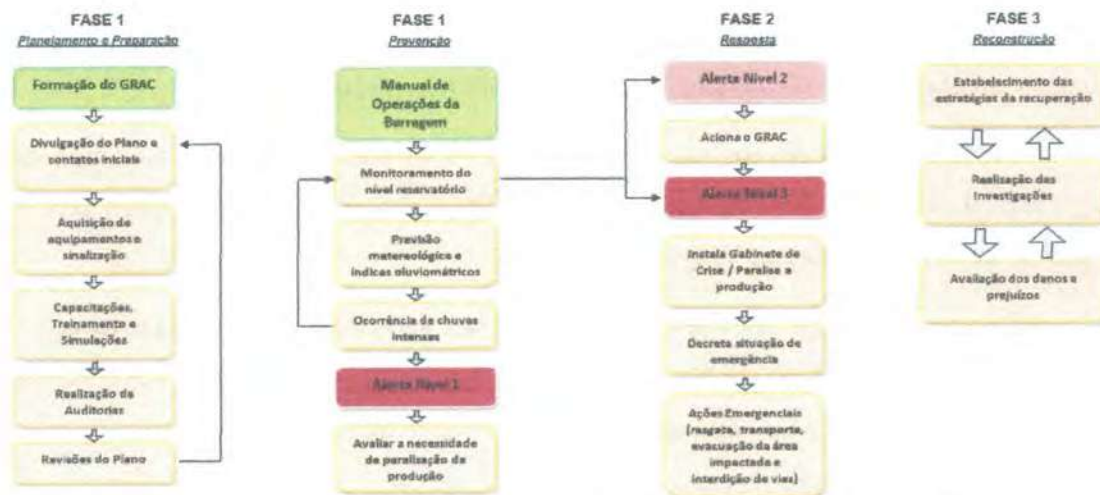 FASE 1
Planejamento e Preparação
Formação do GRAC
Divulgação do Plano e
contatos iniciais
Aquisição de
equipamentos e
sinalização
Capacitações,
Treinamento e
Simulações
Realização de
Auditorias
Revisões do Plano
FASE 1
Prevenção
Manual de
Operações da
Barragem
Monitoramento do
nível reservatório
Previsão
matereológica e
índices pluviométricos
Ocorrência de chuvas
intensas
Alerta Nível 1
Avaliar a necessidade
de paralização da
produção
FASE 2
Resposta
Alerta Nível 2
Aciona o GRAC
Alerta Nível 3
Instala Gabinete de
Crise / Paralisa a
produção
Decreta situação de
emergência
Ações Emergenciais
(resgate, transporte,
evacuação da área
impactada e
interdição de vias)
FASE 3
Reconstrução
Estabelecimento das
estratégias da recuperação
Realização das
Investigações
Avaliação dos danos e
prejuízos